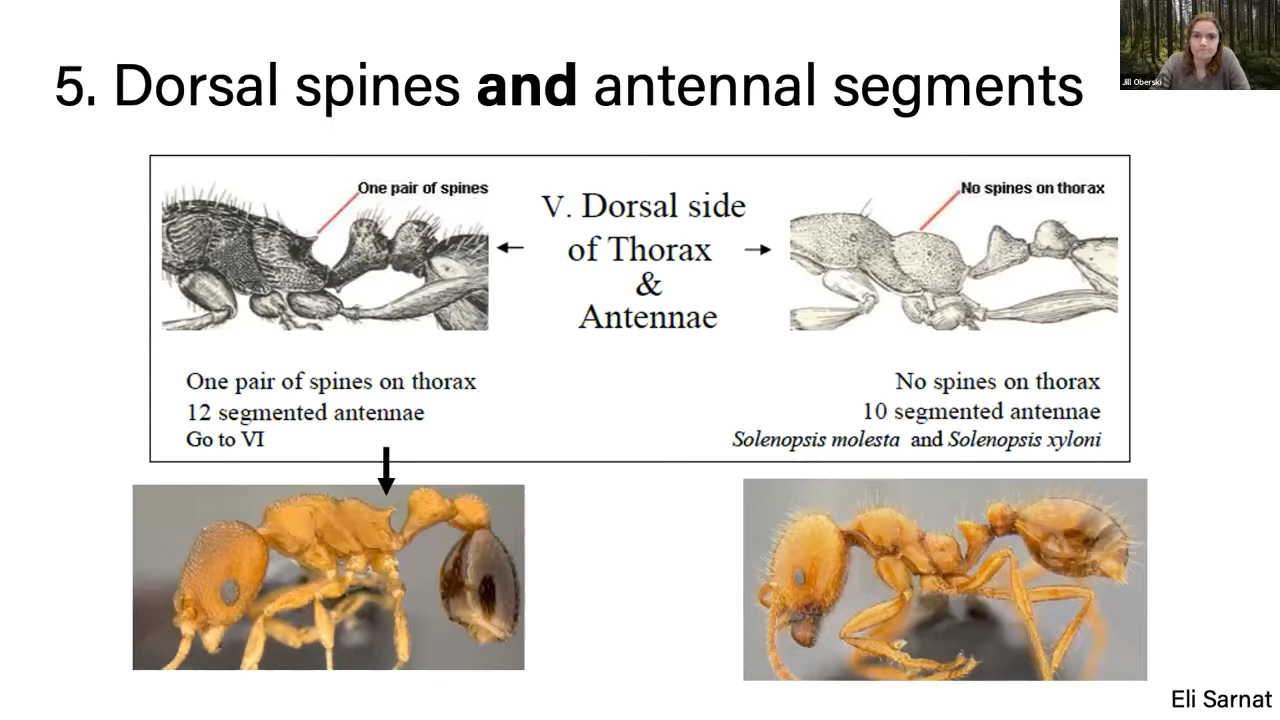 5. Dorsal spines and antennal segments
Jill Oberski
One pair of spines
V. Dorsal side
of Thorax
&
Antennae
No spines on thorax
One pair of spines on thorax
12 segmented antennae
Go to VI
No spines on thorax
10 segmented antennae
Solenopsis molesta and Solenopsis xyloni
Eli Sarnat